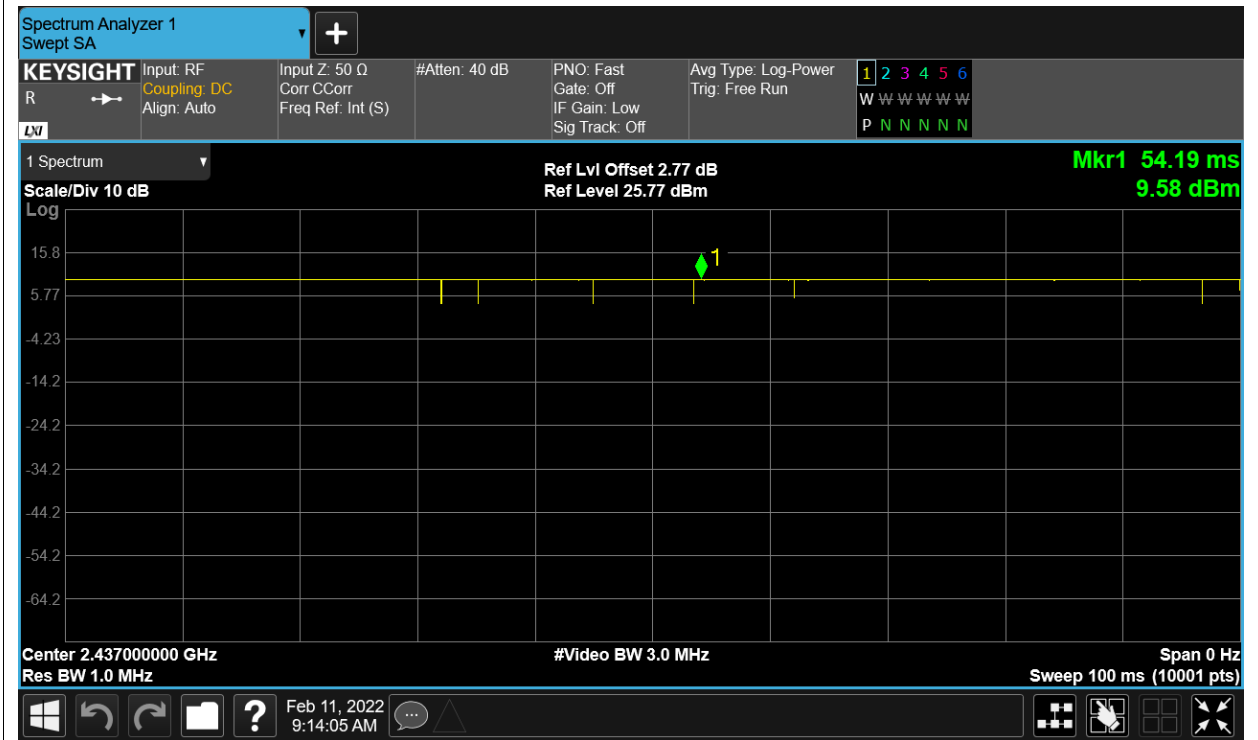 Spectrum Analyzer 1
Swept SA
KEYSIGHT
R
LXI
Input: RF
Coupling: DC
Align: Auto
Input Z: 50 Ω
Corr CCorr
Freq Ref: Int (S)
#Atten: 40 dB
PNO: Fast
Gate: Off
IF Gain: Low
Sig Track: Off
Avg Type: Log-Power
Trig: Free Run
1 2 3 4 5 6
W W W W W W
P N N N N N
1 Spectrum
Scale/Div 10 dB
Log
Ref Lvl Offset 2.77 dB
Ref Level 25.77 dBm
Mkr1 54.19 ms
9.58 dBm
1
15.8
5.77
-4.23
-14.2
-24.2
-34.2
-44.2
-54.2
-64.2
Center 2.437000000 GHz
#Video BW 3.0 MHz
Span 0 Hz
Res BW 1.0 MHz
Sweep 100 ms (10001 pts)
?
Feb 11, 2022
9:14:05 AM